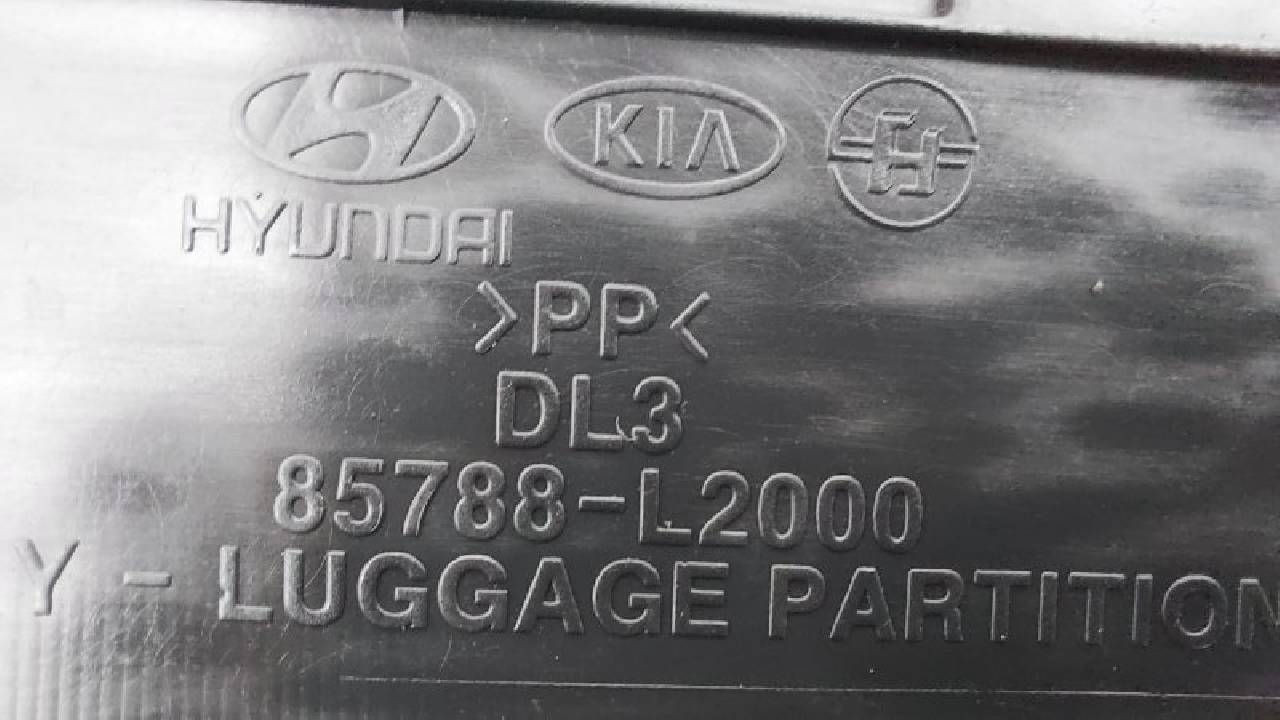 KIA
HYUNDAI
>PP<
DL3
85788-L2000
Y - LUGGAGE PARTITION